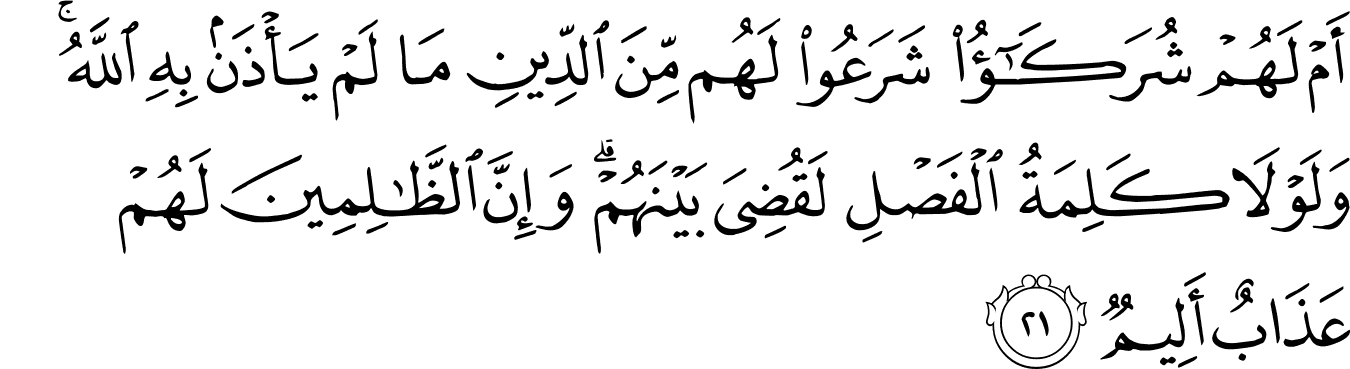 أَمْ لَهُمْ شُرَكَـٰٓؤُا۟ شَرَعُوا۟ لَهُم مِّنَ ٱلدِّينِ مَا لَمْ يَأْذَنۢ بِهِ ٱللَّهُ ۚ
وَلَوْلَا كَلِمَةُ ٱلْفَصْلِ لَقُضِىَ بَيْنَهُمْ ۗ وَإِنَّ ٱلظَّـٰلِمِينَ لَهُمْ
عَذَابٌ أَلِيمٌ ٢١